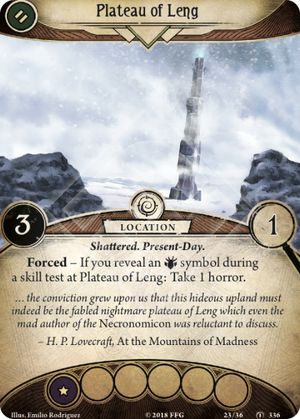 Plateau of Leng
3
LOCATION
1
Shattered. Present-Day.
Forced – If you reveal an symbol during
a skill test at Plateau of Leng: Take 1 horror.
... the conviction grew upon us that this hideous upland must
indeed be the fabled nightmare plateau of Leng which even the
mad author of the Necronomicon was reluctant to discuss.
– H. P. Lovecraft, At the Mountains of Madness
Illus. Emilio Rodriguez
© 2018 FFG
23/36
336